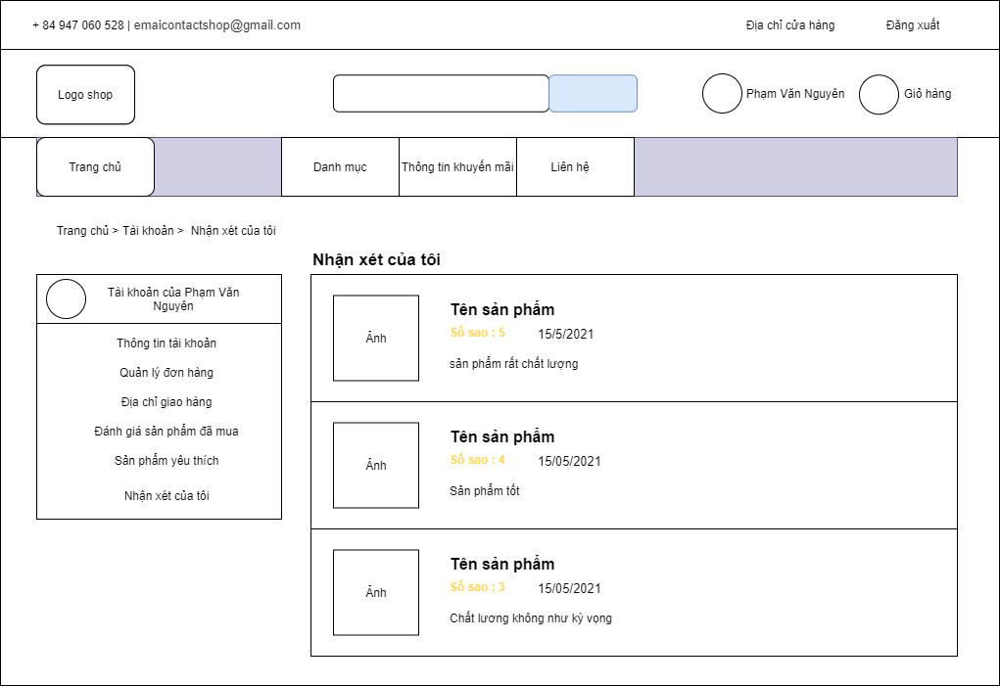 + 84 947 060 528 | emaicontactshop@gmail.com
Địa chỉ cửa hàng
Đăng xuất
Logo shop
Phạm Văn Nguyên
Giỏ hàng
Trang chủ
Danh mục
Thông tin khuyến mãi
Liên hệ
Trang chủ > Tài khoản > Nhận xét của tôi
Nhận xét của tôi
Tài khoản của Phạm Văn
Nguyên
Thông tin tài khoản
Quản lý đơn hàng
Địa chỉ giao hàng
Đánh giá sản phẩm đã mua
Sản phẩm yêu thích
Nhận xét của tôi
Ảnh
Tên sản phẩm
Số sao : 5 15/5/2021
sản phẩm rất chất lượng
Ảnh
Tên sản phẩm
Số sao : 4 15/05/2021
Sản phẩm tốt
Ảnh
Tên sản phẩm
Số sao ; 3 15/05/2021
Chất lương không như kỳ vọng